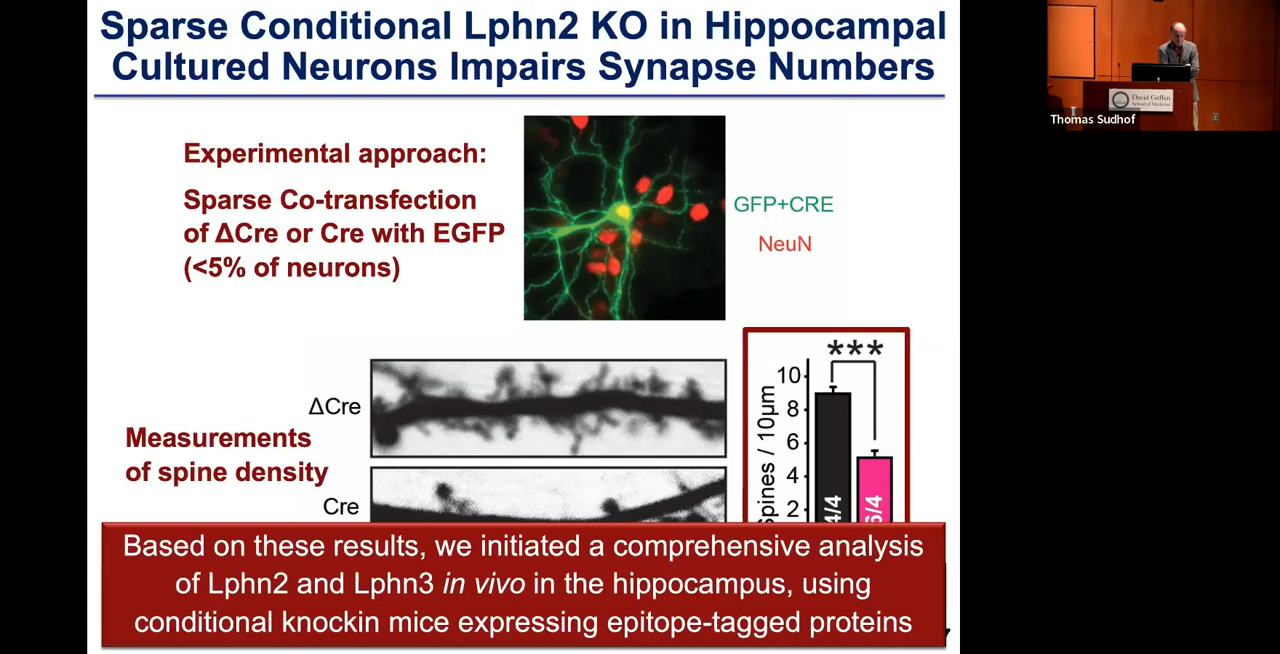 Sparse Conditional Lphn2 KO in Hippocampal
Cultured Neurons Impairs Synapse Numbers
Thomas Sudhof
David Geffen
School of Medicine
Experimental approach:
Sparse Co-transfection
of ΔCre or Cre with EGFP
(<5% of neurons)
GFP+CRE
NeuN
Measurements
of spine density
ΔCre
Cre
***
Spines / 10μm
10
8
6
4
2
4/4
6/4
Based on these results, we initiated a comprehensive analysis
of Lphn2 and Lphn3 in vivo in the hippocampus, using
conditional knockin mice expressing epitope-tagged proteins